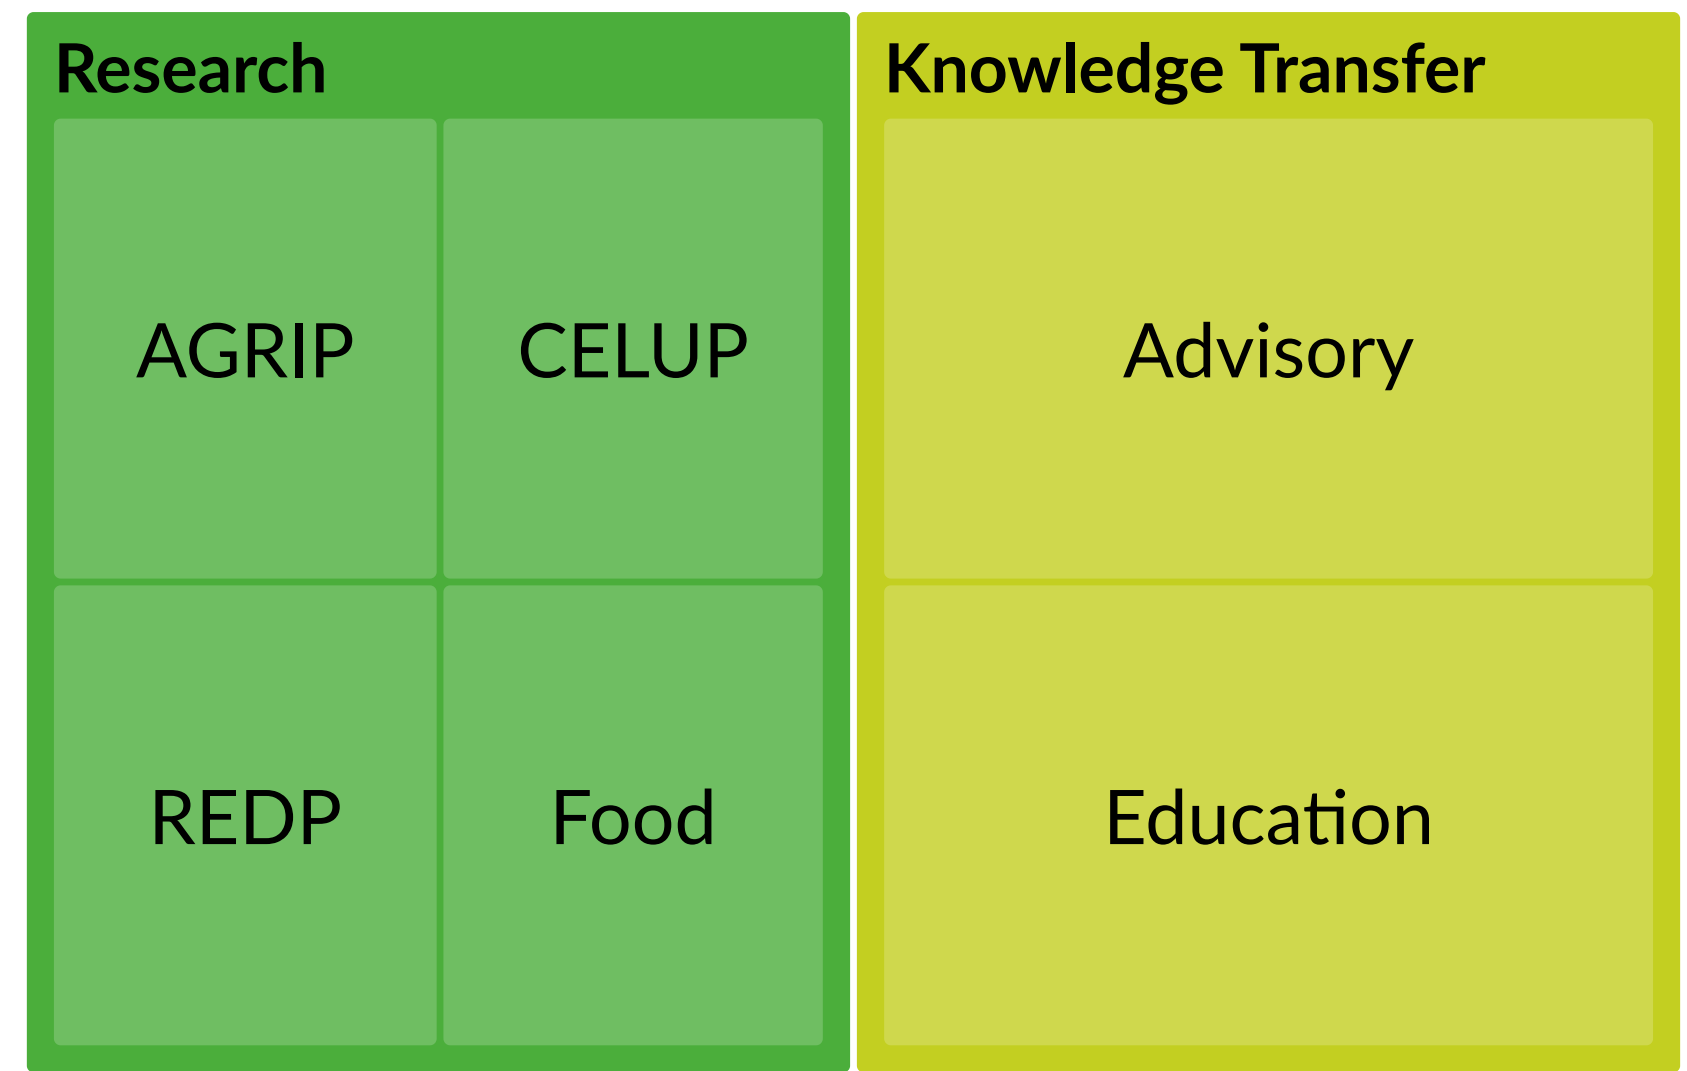 Research
AGRIP
CELUP
REDP
Food
Knowledge Transfer
Advisory
Education